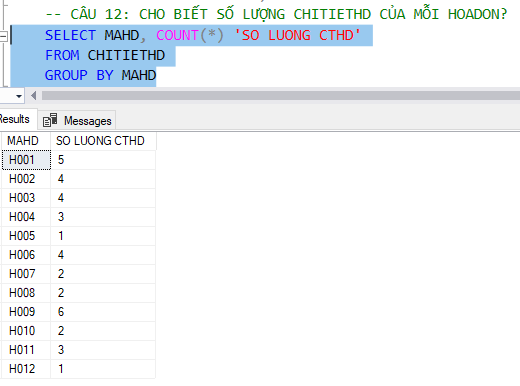 -- CÂU 12: CHO BIẾT SỐ LƯỢNG CHITIETHD CỦA MỖI HOADON?
SELECT MAHD, COUNT(*) 'SO LUONG CTHD'
FROM CHITIETHD
GROUP BY MAHD
Results Messages
MAHD SO LUONG CTHD
H001 5
H002 4
H003 4
H004 3
H005 1
H006 4
H007 2
H008 2
H009 6
H010 2
H011 3
H012 1